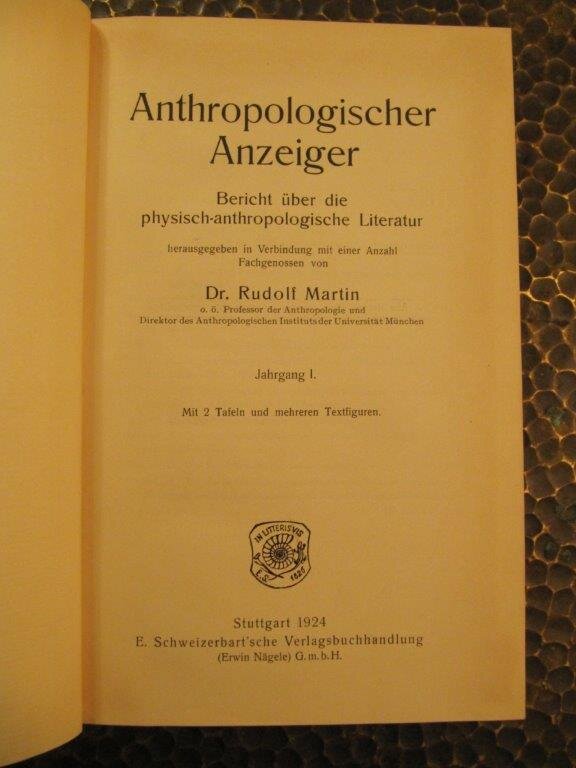 Anthropologischer
Anzeiger
Bericht über die
physisch-anthropologische Literatur
herausgegeben in Verbindung mit einer Anzahl
Fachgenossen von
Dr. Rudolf Martin
o. ö. Professor der Anthropologie und
Direktor des Anthropologischen Instituts der Universität München
Jahrgang I.
Mit 2 Tafeln und mehreren Textfiguren.
IN LITTERIS VIS
E. S. 1826
Stuttgart 1924
E. Schweizerbart'sche Verlagsbuchhandlung
(Erwin Nägele) G. m. b. H.